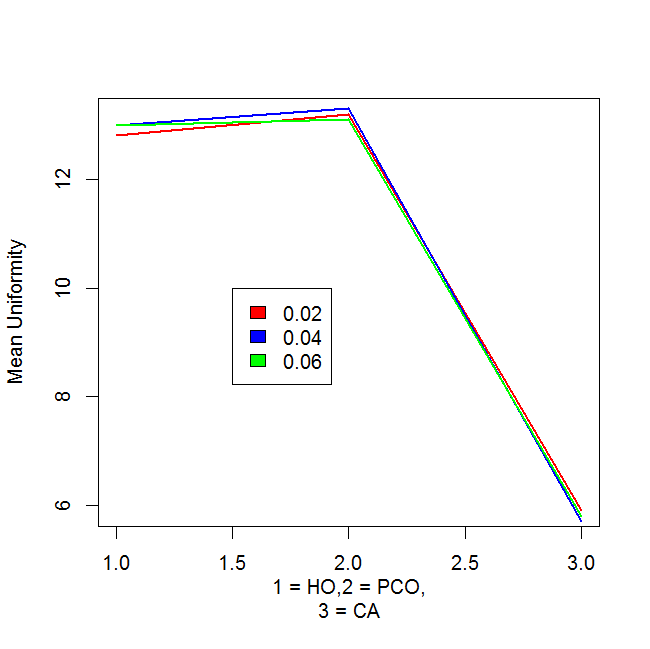 Mean Uniformity
12
10
8
6
0.02
0.04
0.06
1.0 1.5 2.0 2.5 3.0
1 = HO,2 = PCO,
3 = CA